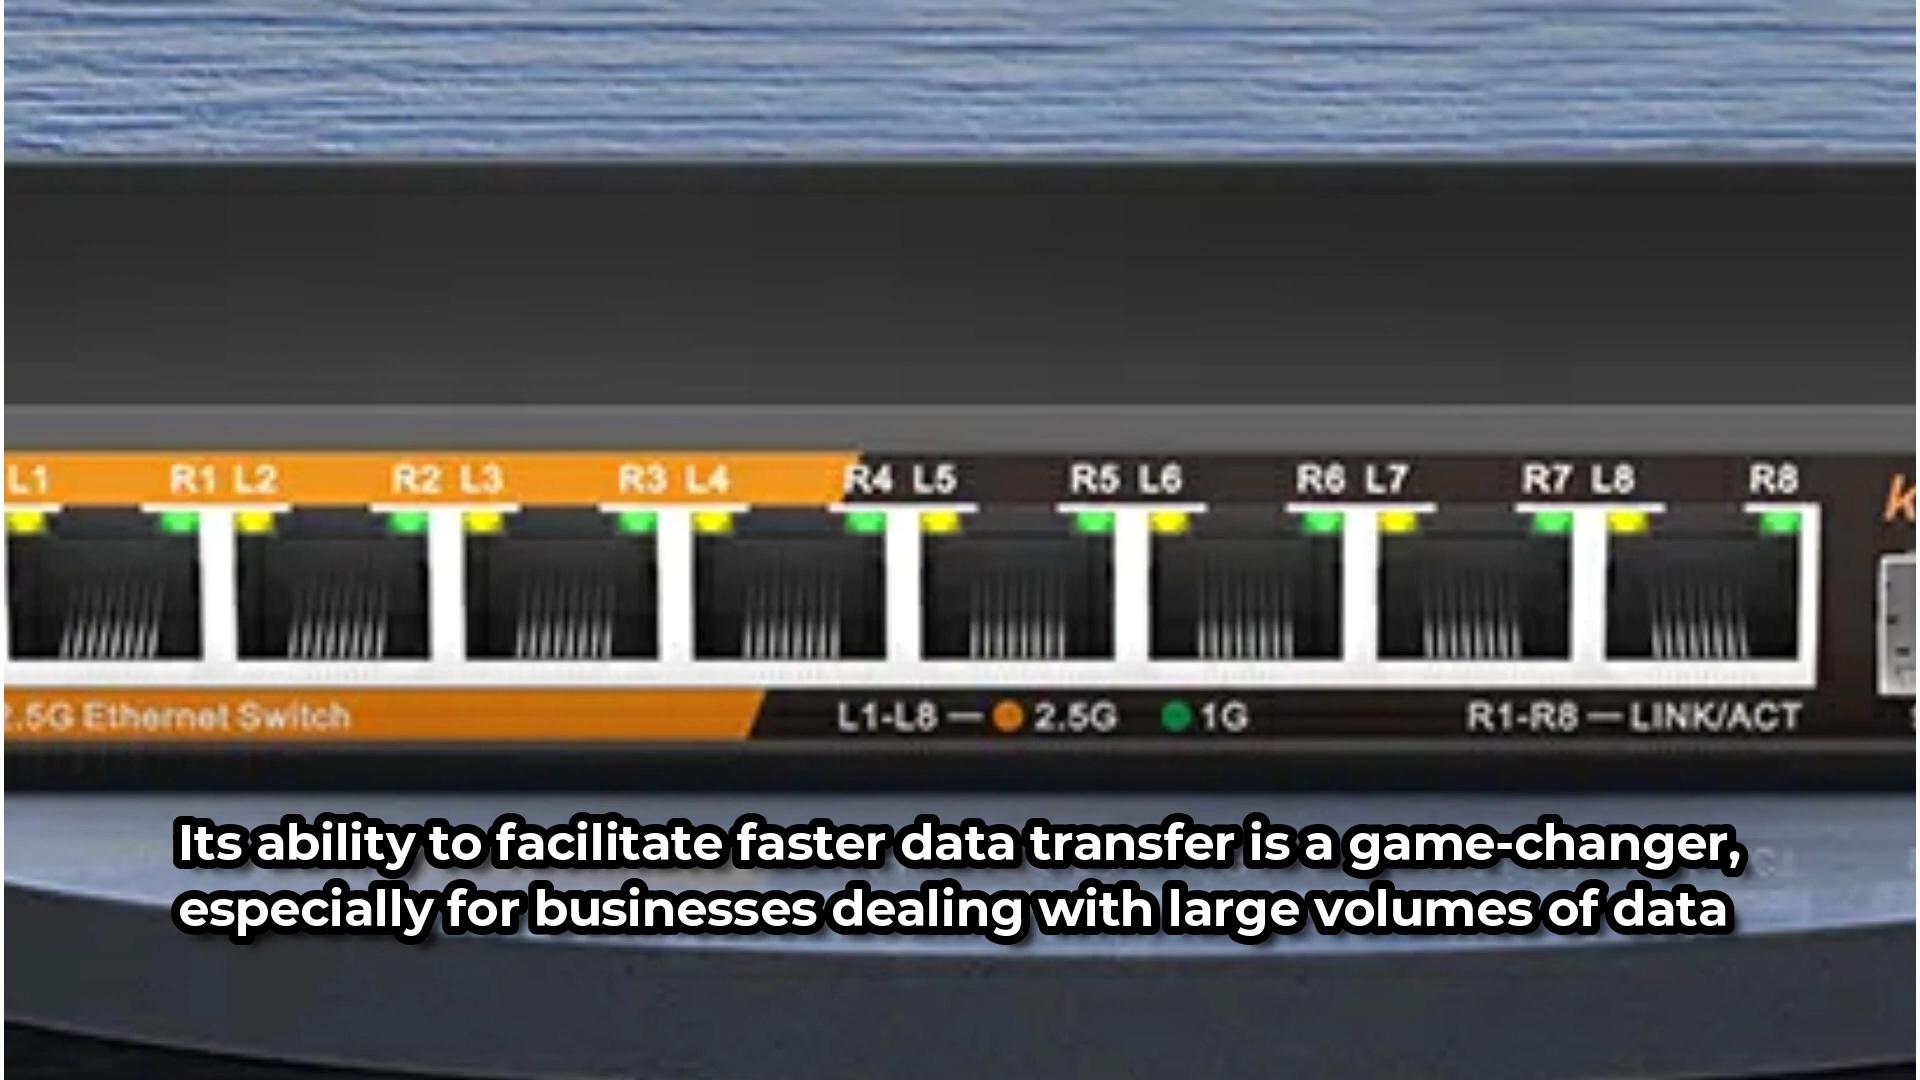 L1 R1 L2 R2 L3 R3 L4 R4 L5 R5 L6 R6 L7 R7 L8 R8
.5G Ethernet Switch L1-L8 — 2.5G 1G R1-R8 — LINK/ACT
Its ability to facilitate faster data transfer is a game-changer,
especially for businesses dealing with large volumes of data